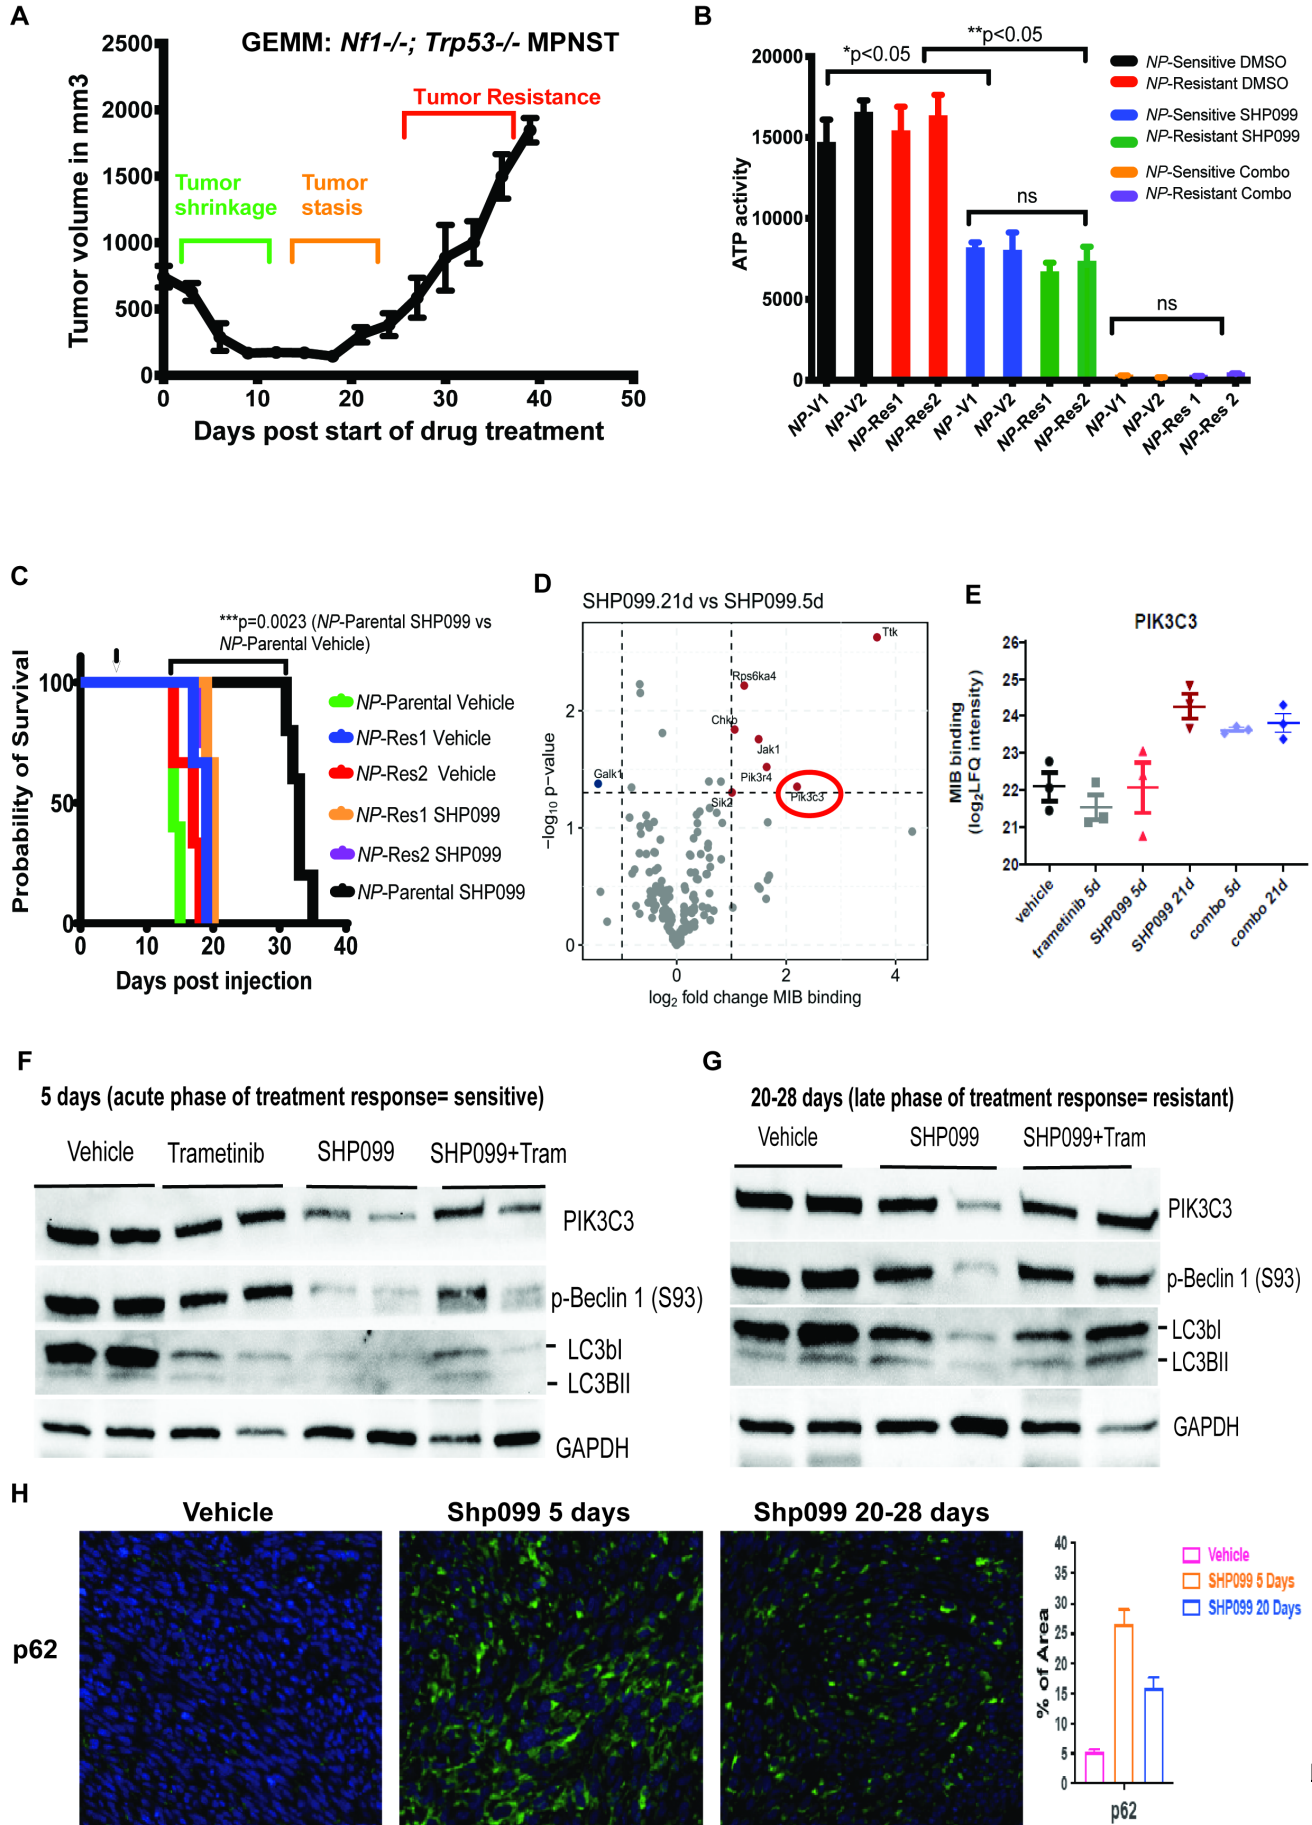 A
GEMM: Nf1-/-; Trp53-/- MPNST
Tumor volume in mm3
2500
2000
1500
1000
500
0
Tumor Resistance
Tumor
shrinkage
Tumor
stasis
0 10 20 30 40 50
Days post start of drug treatment
B
*p<0.05
**p<0.05
ns
ns
ATP activity
20000
15000
10000
5000
0
NP-V1
NP-V2
NP-Res1
NP-Res2
NP -V1
NP-V2
NP-Res1
NP-Res2
NP-V1
NP-V2
NP-Res 1
NP-Res 2
NP-Sensitive DMSO
NP-Resistant DMSO
NP-Sensitive SHP099
NP-Resistant SHP099
NP-Sensitive Combo
NP-Resistant Combo
C
***p=0.0023 (NP-Parental SHP099 vs
NP-Parental Vehicle)
Probability of Survival
100
50
0
0 10 20 30 40
Days post injection
NP-Parental Vehicle
NP-Res1 Vehicle
NP-Res2 Vehicle
NP-Res1 SHP099
NP-Res2 SHP099
NP-Parental SHP099
D
SHP099.21d vs SHP099.5d
−log10 p−value
2
1
0
Ttk
Rps6ka4
Chkb
Jak1
Pik3r4
Galk1
Sik2
Pik3c3
0 2 4
log2 fold change MIB binding
E
PIK3C3
MIB binding
(log2LFQ intensity)
26
25
24
23
22
21
20
vehicle
trametinib 5d
SHP099 5d
SHP099 21d
combo 5d
combo 21d
F
5 days (acute phase of treatment response= sensitive)
Vehicle Trametinib SHP099 SHP099+Tram
PIK3C3
p-Beclin 1 (S93)
LC3bI
LC3BII
GAPDH
G
20-28 days (late phase of treatment response= resistant)
Vehicle SHP099 SHP099+Tram
PIK3C3
p-Beclin 1 (S93)
LC3bI
LC3BII
GAPDH
H
Vehicle Shp099 5 days Shp099 20-28 days
p62
% of Area
40
35
30
25
20
15
10
5
0
p62
Vehicle
SHP099 5 Days
SHP099 20 Days